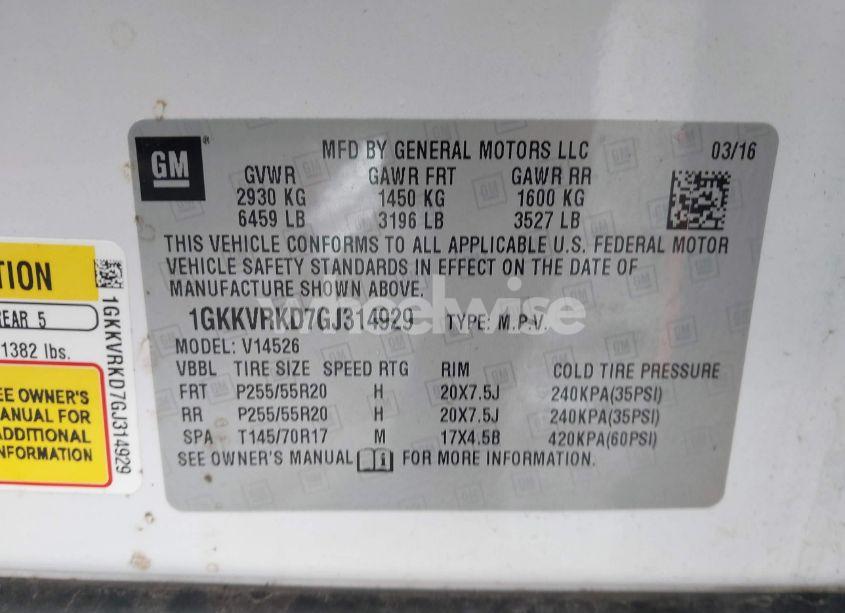 GM
MFD BY GENERAL MOTORS LLC 03/16
GVWR GAWR FRT GAWR RR
2930 KG 1450 KG 1600 KG
6459 LB 3196 LB 3527 LB
THIS VEHICLE CONFORMS TO ALL APPLICABLE U.S. FEDERAL MOTOR
VEHICLE SAFETY STANDARDS IN EFFECT ON THE DATE OF
MANUFACTURE SHOWN ABOVE.
1GKKVRKD7GJ314929 TYPE: M.P.V.
MODEL: V14526
VBBL TIRE SIZE SPEED RTG RIM COLD TIRE PRESSURE
FRT P255/55R20 H 20X7.5J 240KPA(35PSI)
RR P255/55R20 H 20X7.5J 240KPA(35PSI)
SPA T145/70R17 M 17X4.5B 420KPA(60PSI)
SEE OWNER'S MANUAL FOR MORE INFORMATION.
TION
REAR 5
1382 lbs.
EE OWNER'S
MANUAL FOR
ADDITIONAL
INFORMATION
1GKKVRKD7GJ314929
wheelwise